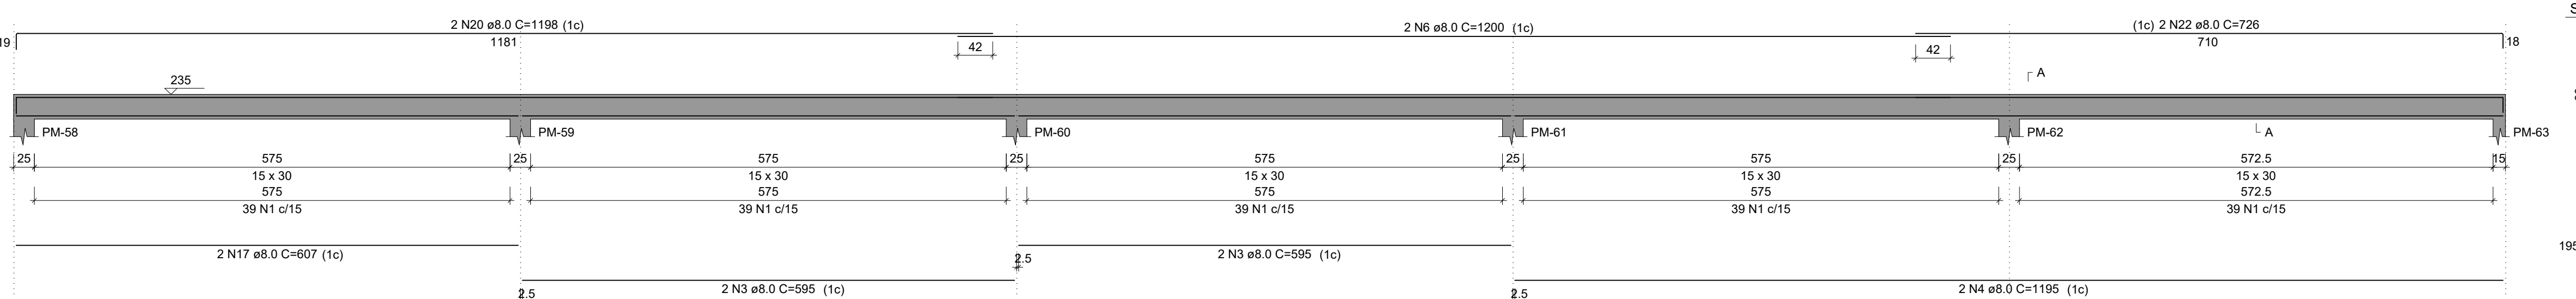 2 N20 ø8.0 C=1198 (1c)
2 N6 ø8.0 C=1200 (1c)
(1c) 2 N22 ø8.0 C=726
S
19
1181
42
42
710
18
235
A
PM-58
PM-59
PM-60
PM-61
PM-62
A
PM-63
25 575 25 575 25 575 25 575 25 572.5 15
15 x 30 15 x 30 15 x 30 15 x 30 15 x 30
575 575 575 575 572.5
39 N1 c/15 39 N1 c/15 39 N1 c/15 39 N1 c/15 39 N1 c/15
195
2 N17 ø8.0 C=607 (1c)
2.5
2 N3 ø8.0 C=595 (1c)
2.5
2 N3 ø8.0 C=595 (1c)
2.5
2 N4 ø8.0 C=1195 (1c)